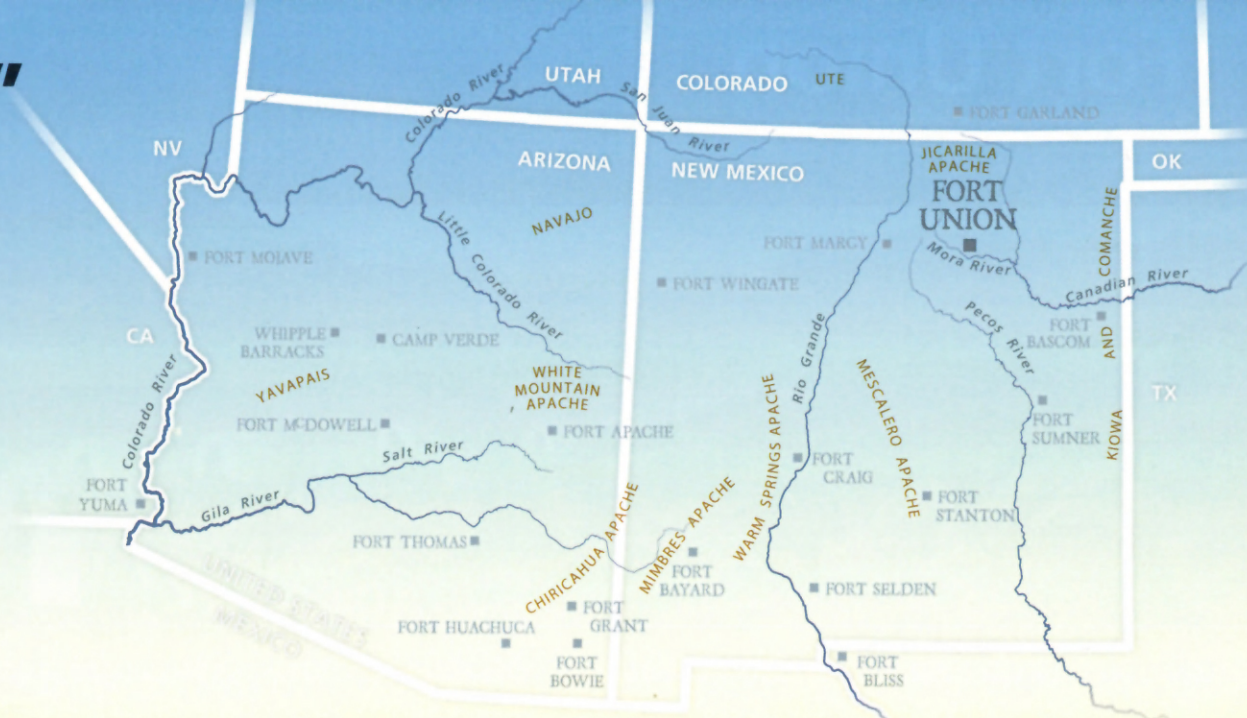 "
UTAH
COLORADO
UTE
Colorado River
San Juan River
FORT GARLAND
NV
ARIZONA
NEW MEXICO
JICARILLA
APACHE
FORT
UNION
OK
NAVAJO
Little Colorado River
FORT MARCY
Mora River
KIOWA AND COMANCHE
Canadian River
FORT MOJAVE
FORT WINGATE
Pecos River
FORT
BASCOM
CA
WHIPPLE
BARRACKS
CAMP VERDE
Rio Grande
YAVAPAIS
WHITE
MOUNTAIN
APACHE
MESCALERO APACHE
TX
Colorado River
FORT McDOWELL
FORT APACHE
WARM SPRINGS APACHE
FORT
SUMNER
Salt River
FORT
CRAIG
FORT
YUMA
Gila River
FORT
STANTON
FORT THOMAS
CHIRICAHUA APACHE
MIMBRES APACHE
FORT
BAYARD
FORT SELDEN
UNITED STATES
MEXICO
FORT
GRANT
FORT HUACHUCA
FORT
BOWIE
FORT
BLISS